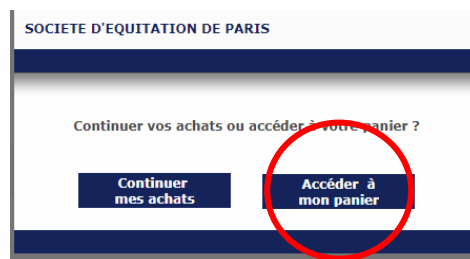 SOCIETE D'EQUITATION DE PARIS
Continuer vos achats ou accéder à votre panier ?
Continuer
mes achats
Accéder à
mon panier